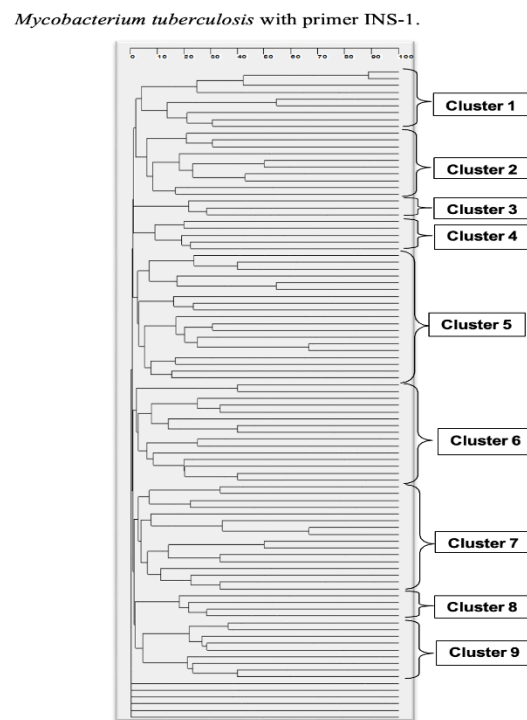 Mycobacterium tuberculosis with primer INS-1.
0 10 20 30 40 50 60 70 80 90 100
Cluster 1
Cluster 2
Cluster 3
Cluster 4
Cluster 5
Cluster 6
Cluster 7
Cluster 8
Cluster 9